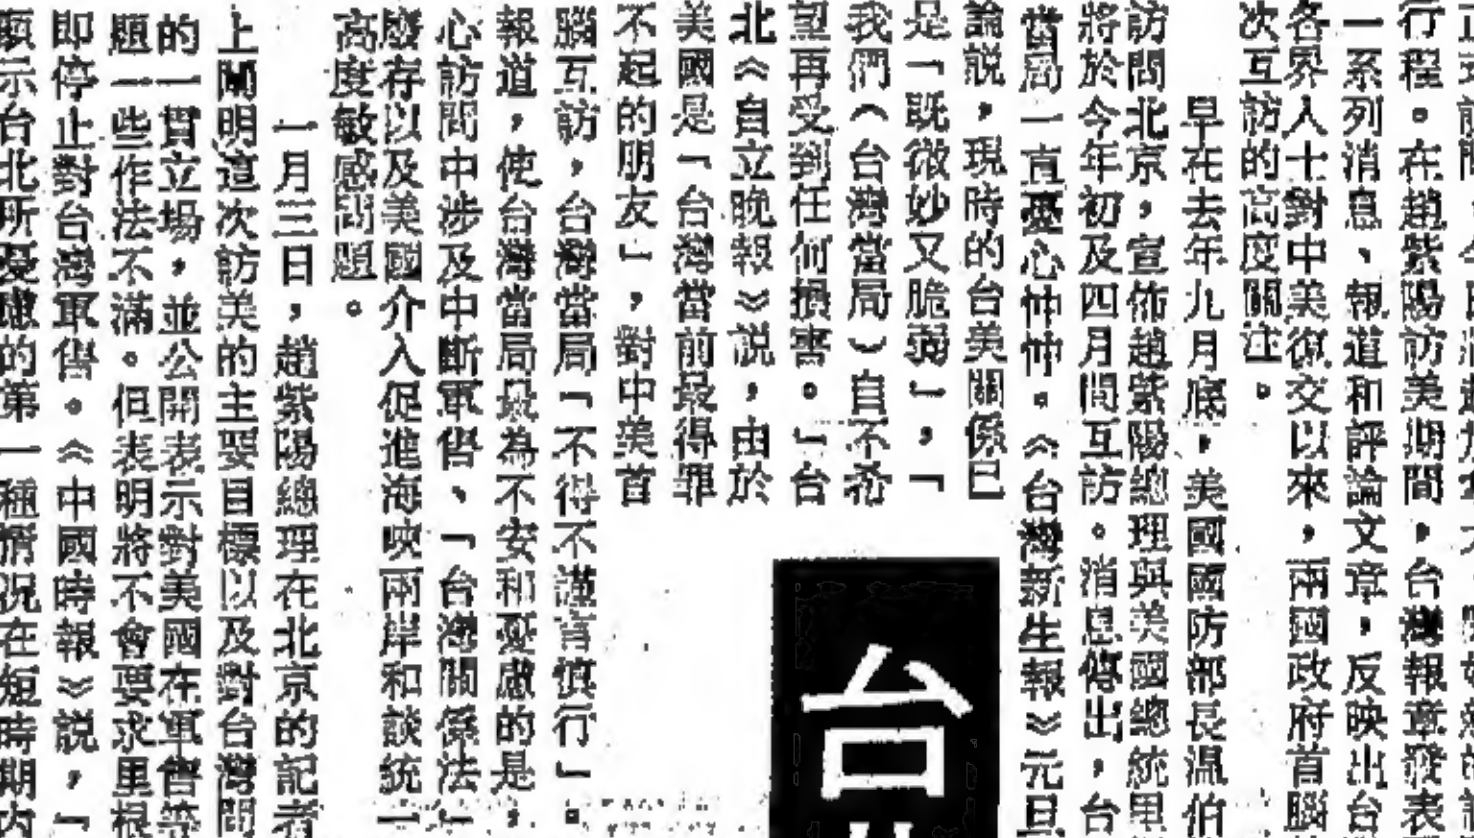 行程。在趙紫陽訪美期間，台灣報章發表
一系列消息、報道和評論文章，反映出台
各界人士對中美復交以來，兩國政府首腦
次互訪的高度關注。
早在去年九月底，美國國防部長温伯
訪問北京，宣佈趙紫陽總理與美國總統里
將於今年初及四月間互訪。消息傳出，台
當局一直憂心忡忡。《台灣新生報》元旦
論説，現時的台美關係已
是「既微妙又脆弱」，「
我們（台灣當局）自不希
望再受到任何損害。」台
北《自立晚報》説，由於
美國是「台灣當前最得罪
不起的朋友」，對中美首
腦互訪，台灣當局「不得不謹言慎行」。
報道，使台灣當局最為不安和憂慮的是，
心訪問中涉及中斷軍售、「台灣關係法」
廢存以及美國介入促進海峽兩岸和談統一
高度敏感問題。
一月三日，趙紫陽總理在北京的記者
上闡明這次訪美的主要目標以及對台灣問
的一貫立場，並公開表示對美國在軍售等
題一些作法不滿。但表明將不會要求里根
即停止對台灣軍售。《中國時報》説，「
顯示台北所憂慮的第一種情況在短時期内
台